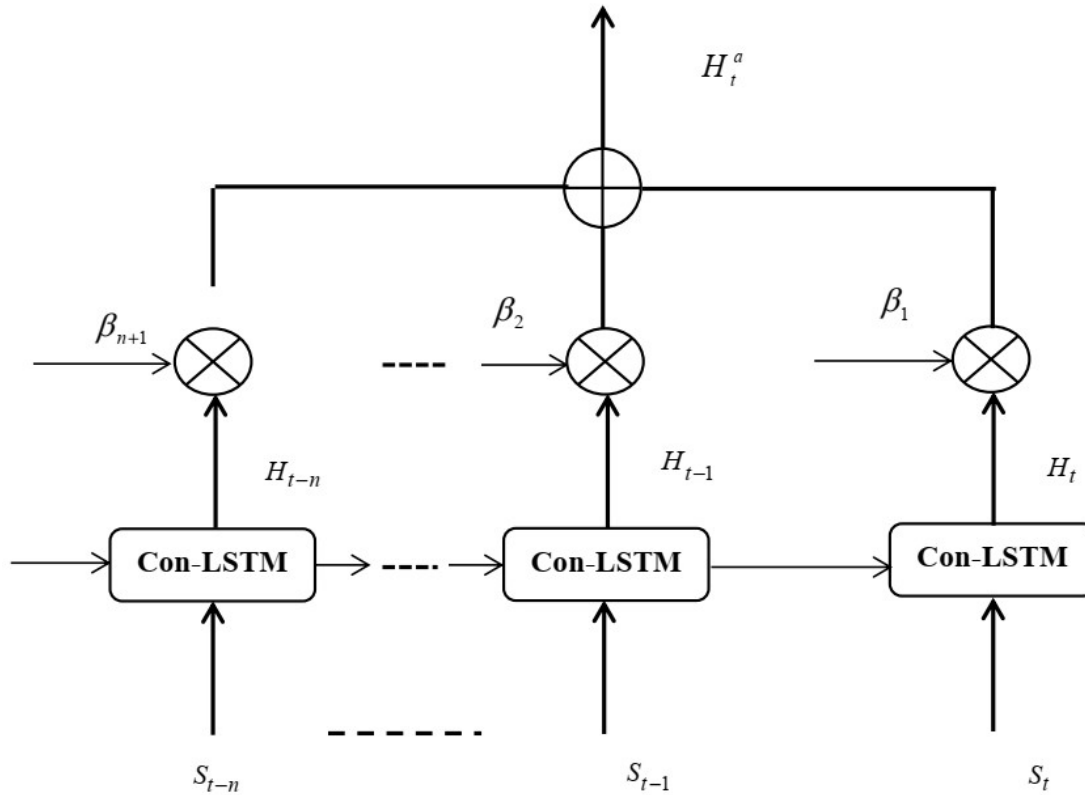 H_t^a
β_{n+1} β_2 β_1
H_{t-n} H_{t-1} H_t
Con-LSTM Con-LSTM Con-LSTM
S_{t-n} S_{t-1} S_t